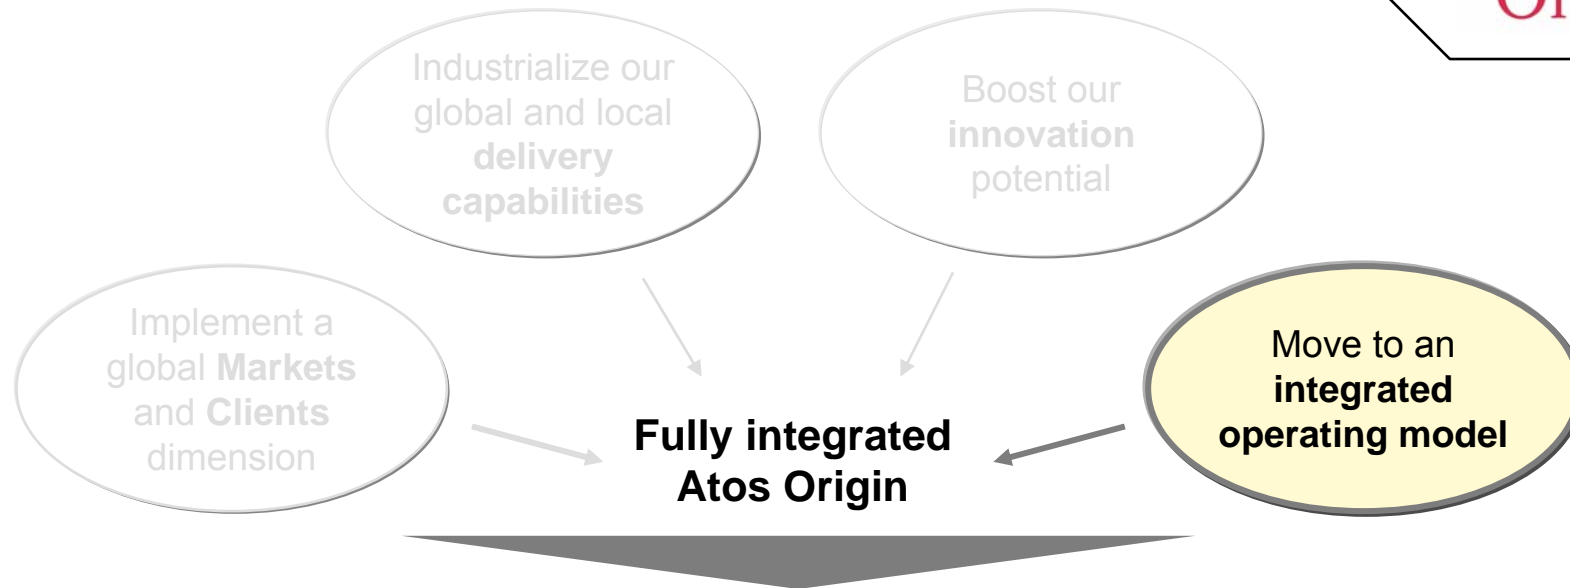 Industrialize our
global and local
delivery
capabilities
Boost our
innovation
potential
Implement a
global Markets
and Clients
dimension
Move to an
integrated
operating model
Fully integrated
Atos Origin